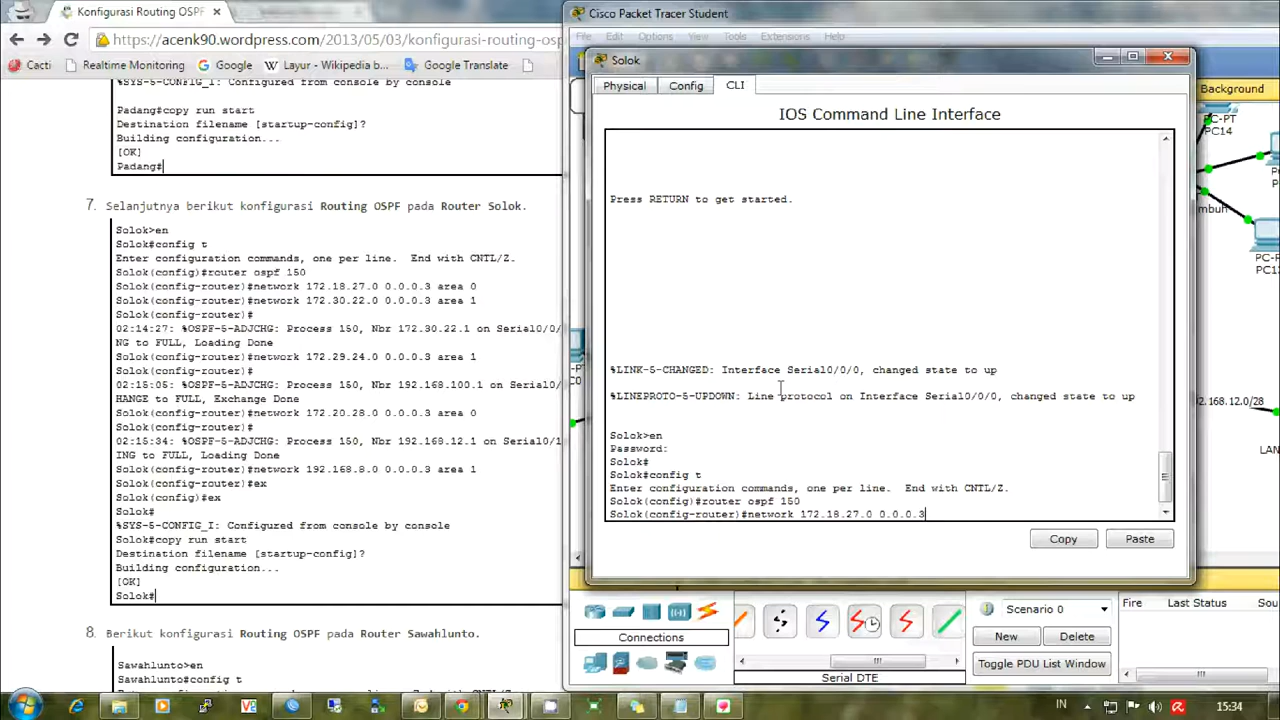 Konfigurasi Routing OSPF
https://acenk90.wordpress.com/2013/05/03/konfigurasi-routing-osp
Cacti
Realtime Monitoring
Google
Layur - Wikipedia b...
Google Translate
%SYS-5-CONFIG_I: Configured from console by console
Padang#copy run start
Destination filename [startup-config]?
Building configuration...
[OK]
Padang#
7. Selanjutnya berikut konfigurasi Routing OSPF pada Router Solok.
Solok>en
Solok#config t
Enter configuration commands, one per line.  End with CNTL/Z.
Solok(config)#router ospf 150
Solok(config-router)#network 172.18.27.0 0.0.0.3 area 0
Solok(config-router)#network 172.30.22.0 0.0.0.3 area 1
Solok(config-router)#
02:14:27: %OSPF-5-ADJCHG: Process 150, Nbr 172.30.22.1 on Serial0/0/
NG to FULL, Loading Done
Solok(config-router)#network 172.29.24.0 0.0.0.3 area 1
Solok(config-router)#
02:15:05: %OSPF-5-ADJCHG: Process 150, Nbr 192.168.100.1 on Serial0/
HANGE to FULL, Exchange Done
Solok(config-router)#network 172.20.28.0 0.0.0.3 area 0
Solok(config-router)#
02:15:34: %OSPF-5-ADJCHG: Process 150, Nbr 192.168.12.1 on Serial0/1
ING to FULL, Loading Done
Solok(config-router)#network 192.168.8.0 0.0.0.3 area 1
Solok(config-router)#ex
Solok(config)#ex
Solok#
%SYS-5-CONFIG_I: Configured from console by console
Solok#copy run start
Destination filename [startup-config]?
Building configuration...
[OK]
Solok#
8. Berikut konfigurasi Routing OSPF pada Router Sawahlunto.
Sawahlunto>en
Sawahlunto#config t
Cisco Packet Tracer Student
Edit Options View Tools Extensions Help
Solok
Physical Config CLI
IOS Command Line Interface
Press RETURN to get started.
%LINK-5-CHANGED: Interface Serial0/0/0, changed state to up
%LINEPROTO-5-UPDOWN: Line protocol on Interface Serial0/0/0, changed state to up
Solok>en
Password:
Solok#
Solok#config t
Enter configuration commands, one per line.  End with CNTL/Z.
Solok(config)#router ospf 150
Solok(config-router)#network 172.18.27.0 0.0.0.3
Copy Paste
Background
PC-PT
PC14
mbuh
PC-P
PC1
192.168.12.0/28
LAN
Connections
Serial DTE
Scenario 0
New Delete
Toggle PDU List Window
Fire Last Status Sou
IN
15:34